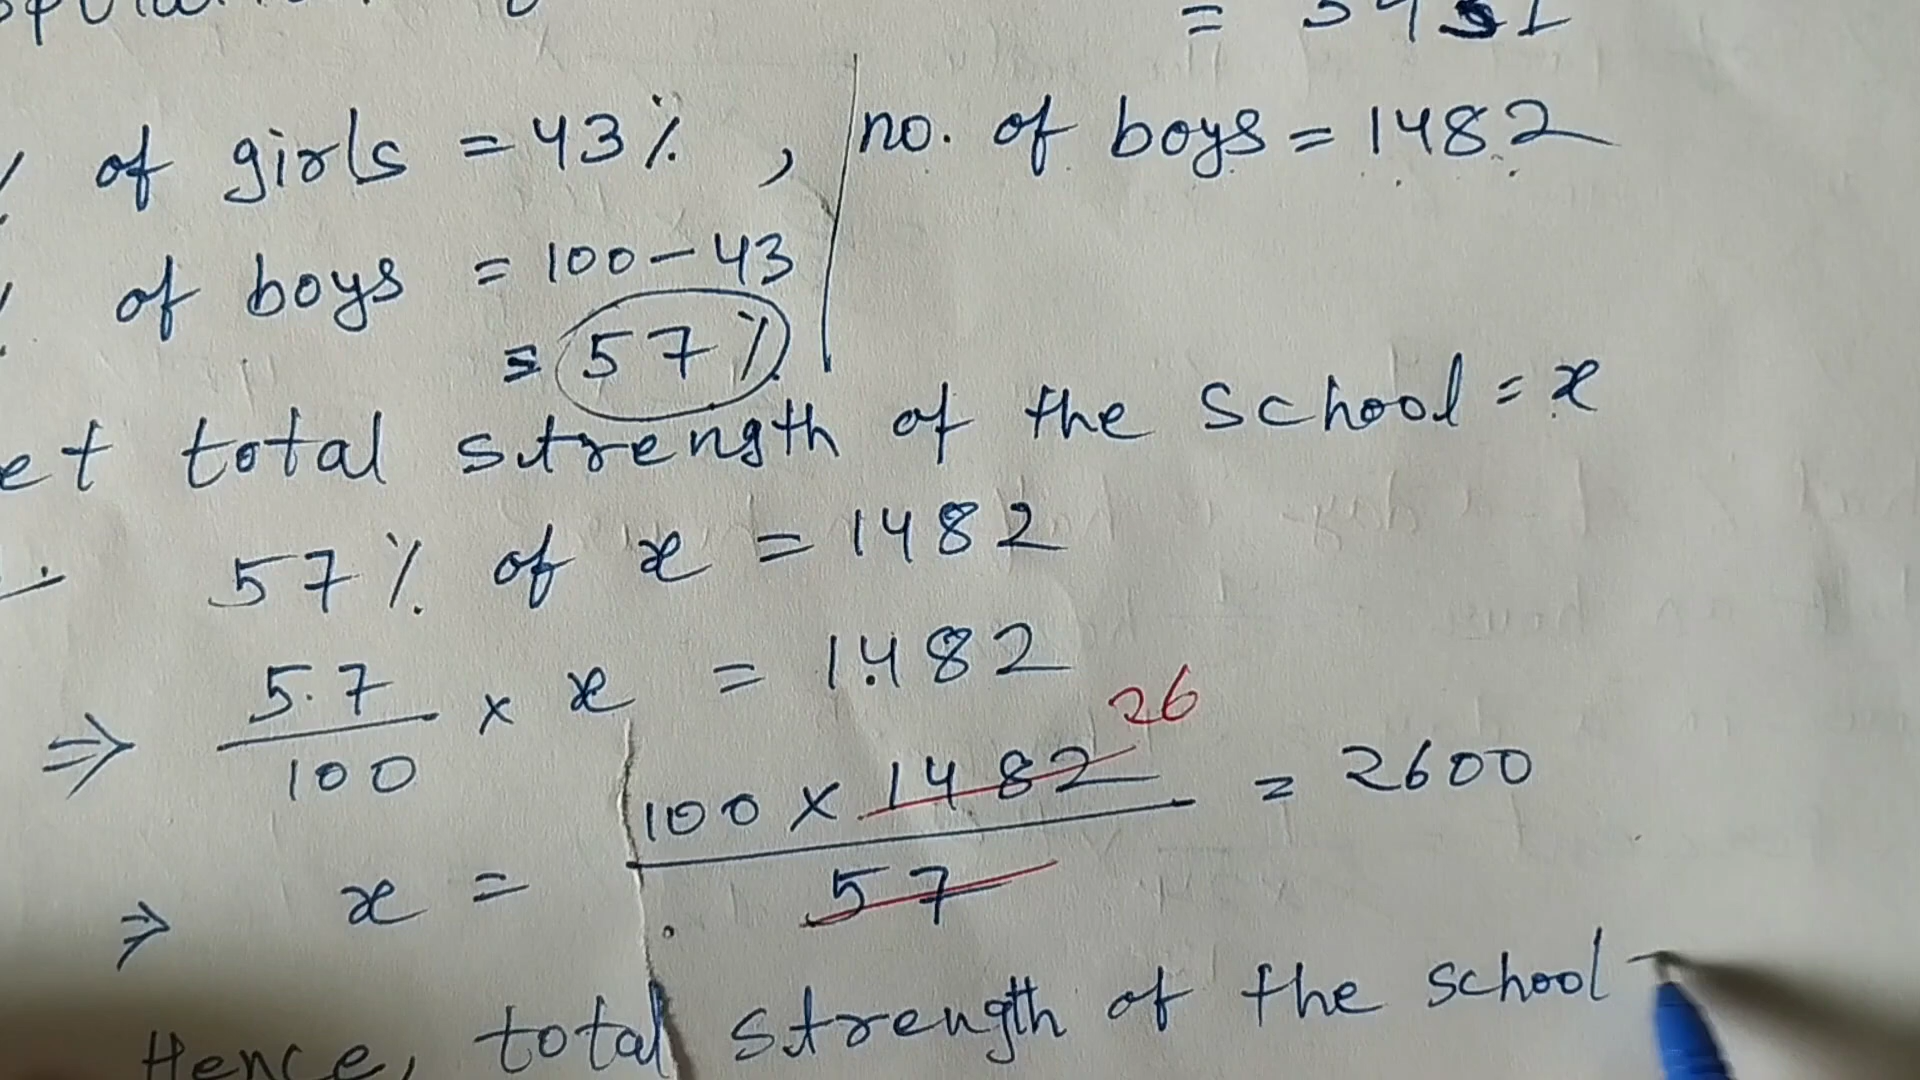 of girls = 43% , no. of boys = 1482
of boys = 100 - 43
= 57%
et total strength of the school = x
57% of x = 1482
⇒ 57/100 × x = 1482
26
⇒ x = 100 × 1482 / 57 = 2600
Hence, total strength of the school